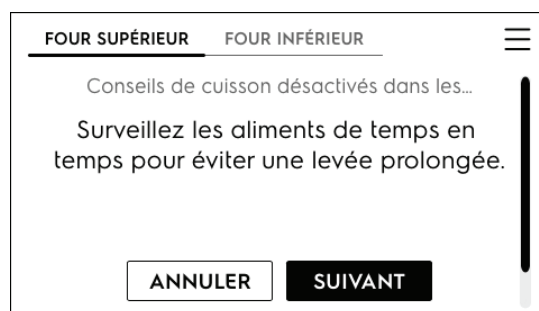 FOUR SUPÉRIEUR FOUR INFÉRIEUR
Conseils de cuisson désactivés dans les...
Surveillez les aliments de temps en
temps pour éviter une levée prolongée.
ANNULER SUIVANT